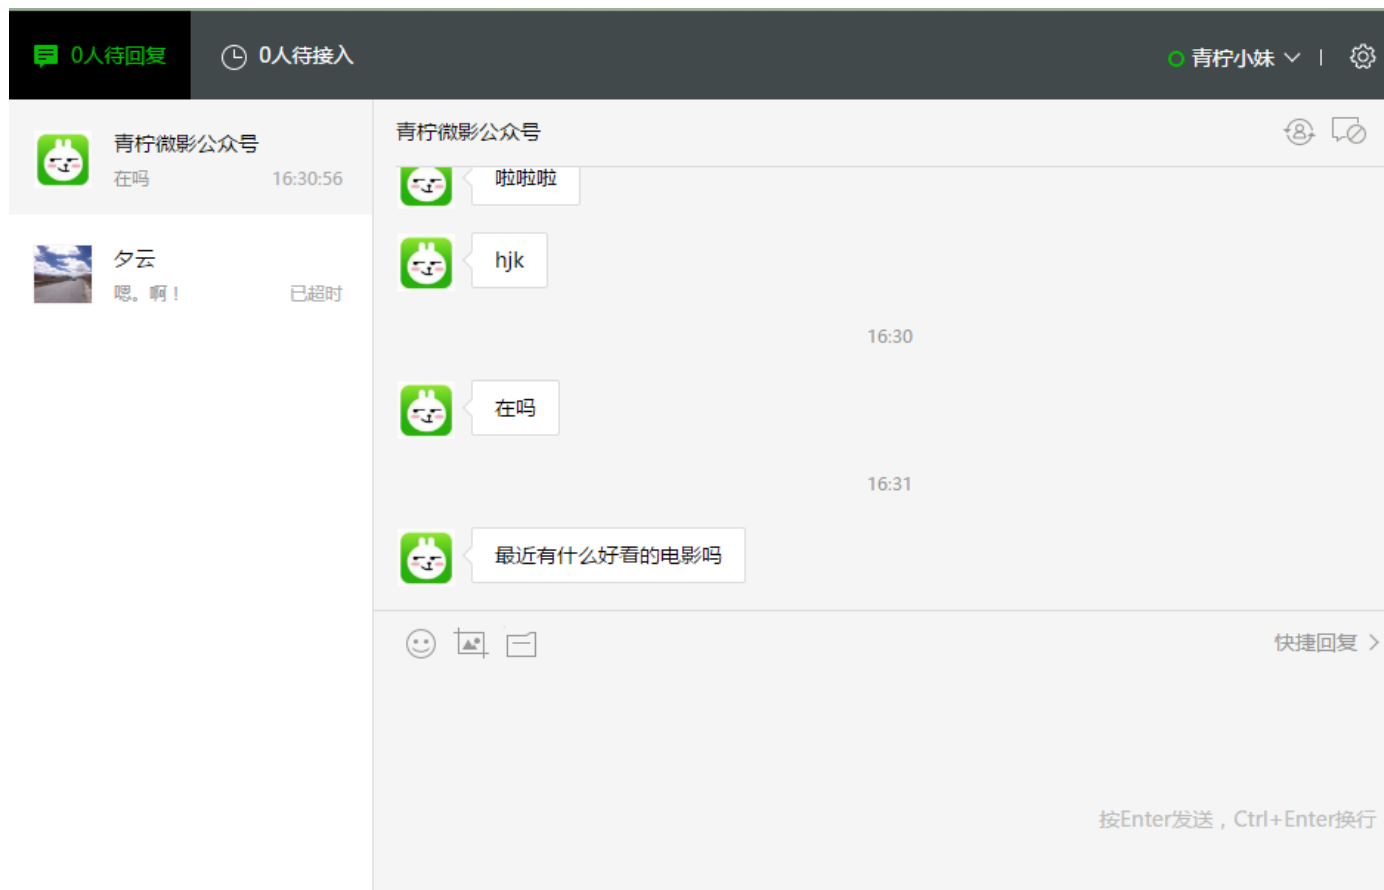 0人待回复
0人待接入
青柠小妹
青柠微影公众号
在吗
16:30:56
夕云
嗯。啊！
已超时
青柠微影公众号
啦啦啦
hjk
16:30
在吗
16:31
最近有什么好看的电影吗
快捷回复
按Enter发送，Ctrl+Enter换行